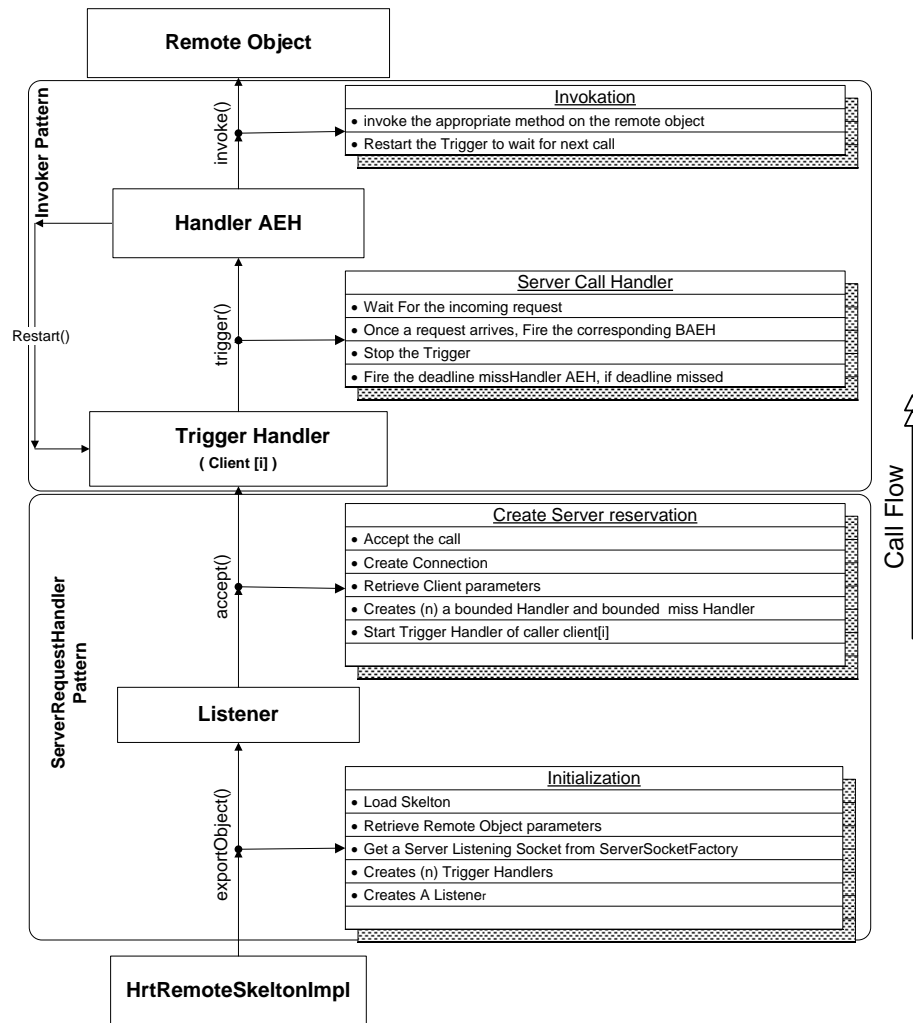 Remote Object
Invoker Pattern
invoke()
Invokation
• invoke the appropriate method on the remote object
• Restart the Trigger to wait for next call
Handler AEH
Restart()
trigger()
Server Call Handler
• Wait For the incoming request
• Once a request arrives, Fire the corresponding BAEH
• Stop the Trigger
• Fire the deadline missHandler AEH, if deadline missed
Trigger Handler
( Client [i] )
Call Flow
ServerRequestHandler
Pattern
accept()
Create Server reservation
• Accept the call
• Create Connection
• Retrieve Client parameters
• Creates (n) a bounded Handler and bounded miss Handler
• Start Trigger Handler of caller client[i]
Listener
exportObject()
Initialization
• Load Skelton
• Retrieve Remote Object parameters
• Get a Server Listening Socket from ServerSocketFactory
• Creates (n) Trigger Handlers
• Creates A Listener
HrtRemoteSkeltonImpl